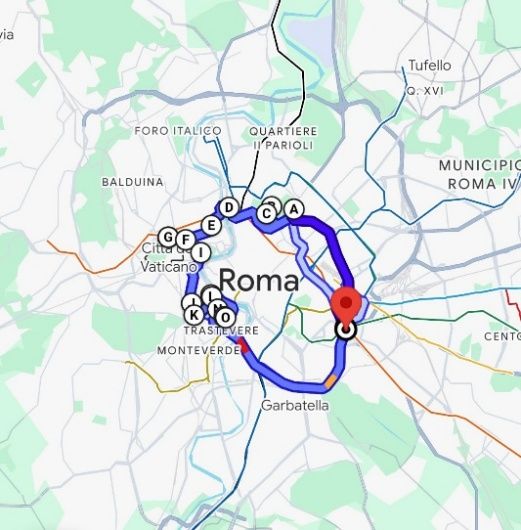 via
Tufello
Q. XVI
FORO ITALICO
QUARTIERE
II PARIOLI
MUNICIPIO
ROMA IV
BALDUINA
D
C
A
E
G
F
I
Città de
Vaticano
Roma
K
O
TRASTEVERE
MONTEVERDE
CENTO
Garbatella